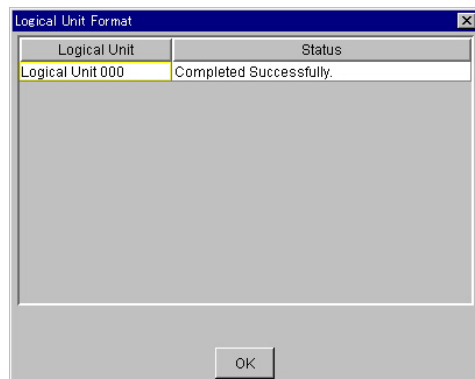 Logical Unit Format
Logical Unit Status
Logical Unit 000 Completed Successfully.
OK